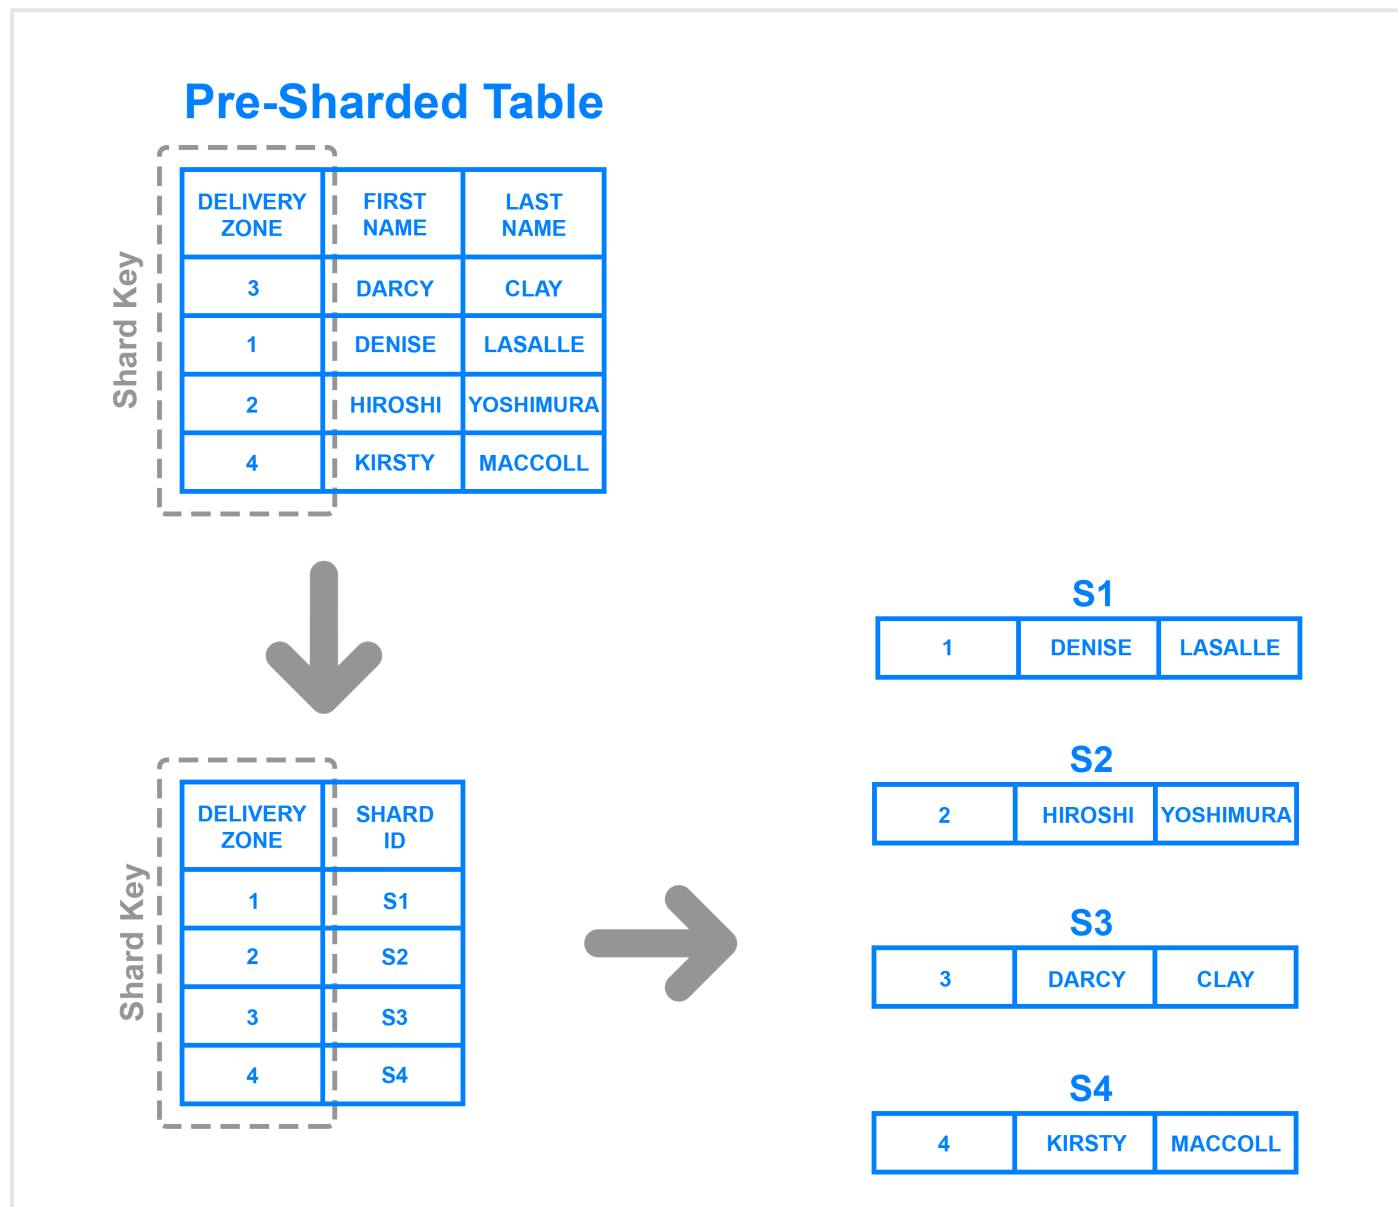 Pre-Sharded Table
Shard Key
DELIVERY ZONE FIRST NAME LAST NAME
3 DARCY CLAY
1 DENISE LASALLE
2 HIROSHI YOSHIMURA
4 KIRSTY MACCOLL
Shard Key
DELIVERY ZONE SHARD ID
1 S1
2 S2
3 S3
4 S4
S1
1 DENISE LASALLE
S2
2 HIROSHI YOSHIMURA
S3
3 DARCY CLAY
S4
4 KIRSTY MACCOLL